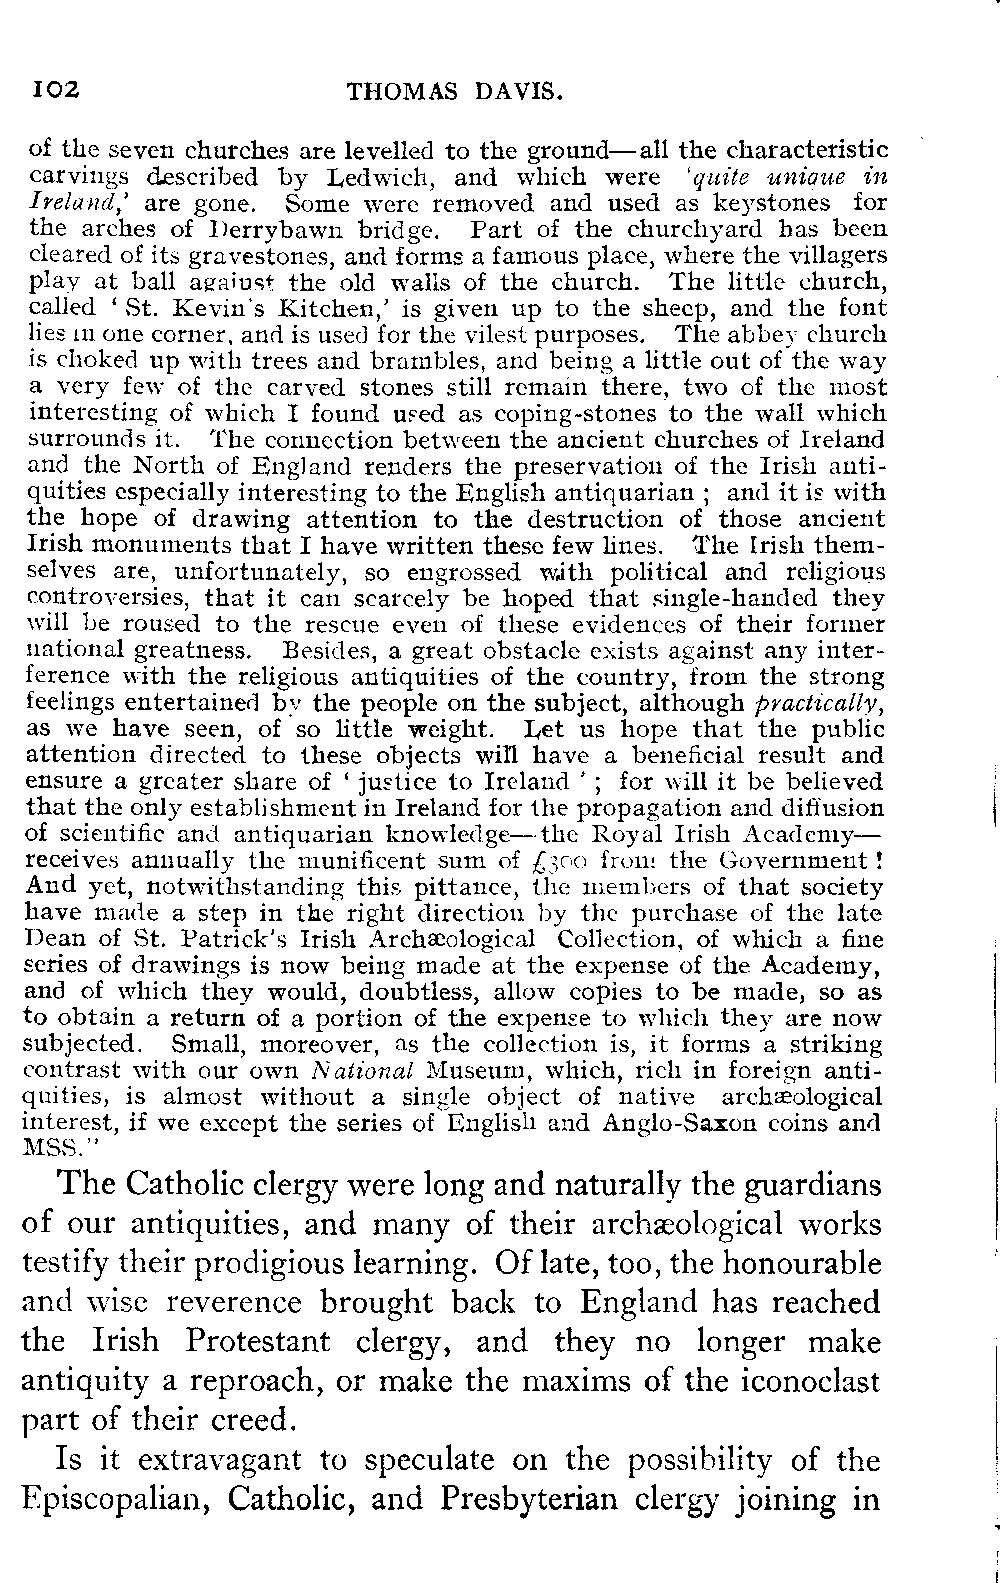 102 THOMAS DAVIS.
of the seven churches are levelled to the ground—all the characteristic
carvings described by Ledwich, and which were 'quite unique in
Ireland,' are gone. Some were removed and used as keystones for
the arches of Derrybawn bridge. Part of the churchyard has been
cleared of its gravestones, and forms a famous place, where the villagers
play at ball against the old walls of the church. The little church,
called ' St. Kevin's Kitchen,' is given up to the sheep, and the font
lies in one corner, and is used for the vilest purposes. The abbey church
is choked up with trees and brambles, and being a little out of the way
a very few of the carved stones still remain there, two of the most
interesting of which I found used as coping-stones to the wall which
surrounds it. The connection between the ancient churches of Ireland
and the North of England renders the preservation of the Irish anti-
quities especially interesting to the English antiquarian ; and it is with
the hope of drawing attention to the destruction of those ancient
Irish monuments that I have written these few lines. The Irish them-
selves are, unfortunately, so engrossed with political and religious
controversies, that it can scarcely be hoped that single-handed they
will be roused to the rescue even of these evidences of their former
national greatness. Besides, a great obstacle exists against any inter-
ference with the religious antiquities of the country, from the strong
feelings entertained by the people on the subject, although practically,
as we have seen, of so little weight. Let us hope that the public
attention directed to these objects will have a beneficial result and
ensure a greater share of ' justice to Ireland ' ; for will it be believed
that the only establishment in Ireland for the propagation and diffusion
of scientific and antiquarian knowledge—the Royal Irish Academy—
receives annually the munificent sum of £300 from the Government !
And yet, notwithstanding this pittance, the members of that society
have made a step in the right direction by the purchase of the late
Dean of St. Patrick's Irish Archæological Collection, of which a fine
series of drawings is now being made at the expense of the Academy,
and of which they would, doubtless, allow copies to be made, so as
to obtain a return of a portion of the expense to which they are now
subjected. Small, moreover, as the collection is, it forms a striking
contrast with our own National Museum, which, rich in foreign anti-
quities, is almost without a single object of native archæological
interest, if we except the series of English and Anglo-Saxon coins and
MSS."
The Catholic clergy were long and naturally the guardians
of our antiquities, and many of their archæological works
testify their prodigious learning. Of late, too, the honourable
and wise reverence brought back to England has reached
the Irish Protestant clergy, and they no longer make
antiquity a reproach, or make the maxims of the iconoclast
part of their creed.
Is it extravagant to speculate on the possibility of the
Episcopalian, Catholic, and Presbyterian clergy joining in